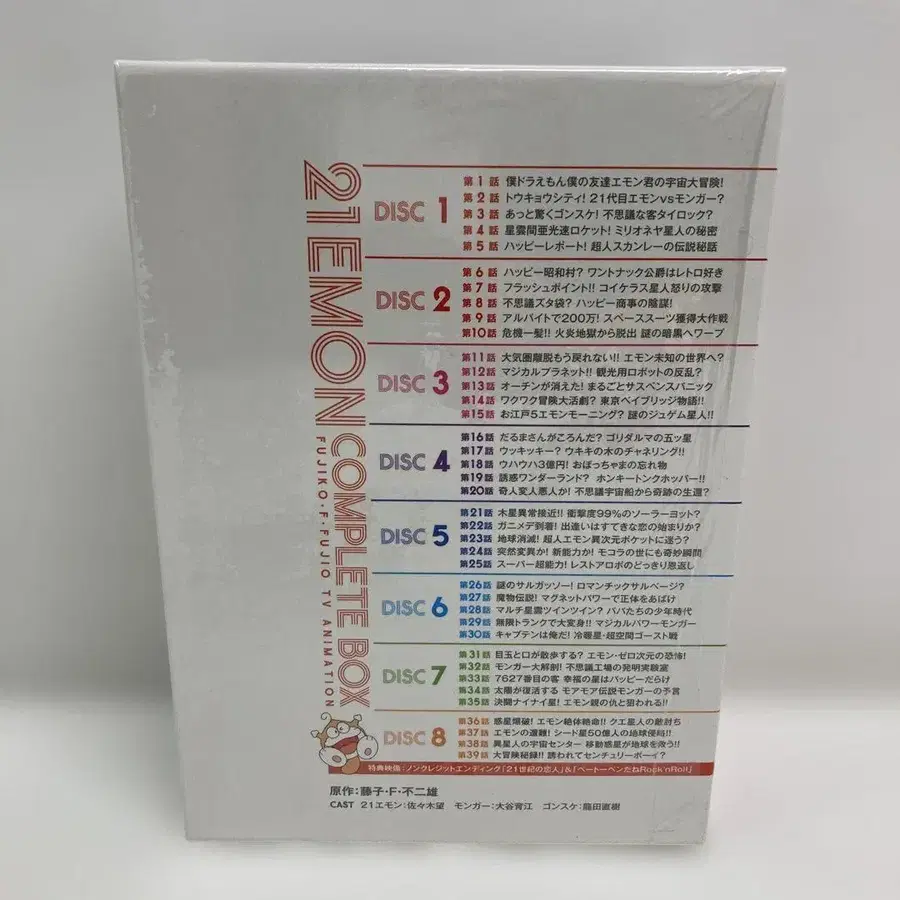 21 EMON COMPLETE BOX
FUJIKO・F・FUJIO TV ANIMATION
DISC 1
第1話 僕ドラえもん僕の友達エモン君の宇宙大冒険!
第2話 トウキョウシティ! 21代目エモンvsモンガー?
第3話 あっと驚くゴンスケ! 不思議な客タイロック?
第4話 星雲間亜光速ロケット! ミリオネヤ星人の秘密
第5話 ハッピーレポート! 超人スカンレーの伝説秘話
DISC 2
第6話 ハッピー昭和村? ワントナック公爵はレトロ好き
第7話 フラッシュポイント!! コイケラス星人怒りの攻撃
第8話 不思議ズタ袋? ハッピー商事の陰謀!
第9話 アルバイトで200万! スペーススーツ獲得大作戦
第10話 危機一髪!! 火炎地獄から脱出 謎の暗黒へワープ
DISC 3
第11話 大気圏離脱もう戻れない!! エモン未知の世界へ?
第12話 マジカルプラネット!! 観光用ロボットの反乱?
第13話 オーナンが消えた! まるごとサスペンスパニック
第14話 ワクワク冒険大活劇? 東京ベイブリッジ物語!!
第15話 お江戸5エモンモーニング? 謎のジュゲム星人!!
DISC 4
第16話 だるまさんがころんだ? ゴリダルマの五ツ星
第17話 ウッキッキー? ウキキの木のチャネリング!!
第18話 ウハウハ3億円! おぼっちゃまの忘れ物
第19話 誘惑ワンダーランド? ホンキートンクホッパー!!
第20話 奇人変人悪人か! 不思議宇宙船から奇跡の生還?
DISC 5
第21話 木星異常接近!! 衝撃度99%のソーラーヨット?
第22話 ガニメデ到着! 出逢いはすてきな恋の始まりか?
第23話 地球消滅! 超人エモン異次元ポケットに迷う?
第24話 突然変異か! 新能力か! モコラの世にも奇妙瞬間
第25話 スーパー超能力! レストアロボのどっきり恩返し
DISC 6
第26話 謎のサルガッソー! ロマンチックサルベージ?
第27話 魔物伝説! マグネットパワーで正体をあばけ
第28話 マルチ星雲ツインツイン? パパたちの少年時代
第29話 無限トランクで大変身!! マジカルパワーモンガー
第30話 キャプテンは俺だ! 冷暖星・超空間ゴースト戦
DISC 7
第31話 目玉と口が散歩する? エモン・ゼロ次元の恐怖!
第32話 モンガー大解剖! 不思議工場の発明実験室
第33話 7627番目の客 幸福の星はハッピーだらけ
第34話 太陽が復活する モアモア伝説モンガーの予言
第35話 決闘ナイナイ星! エモン親の仇と狙われる!!
DISC 8
第36話 惑星爆破! エモン絶体絶命!! クエ星人の敵討ち
第37話 エモンの遭難! シード星50億人の地球侵略!!
第38話 異星人の宇宙センター 移動惑星が地球を救う!!
第39話 大冒険秘録!! 誘われてセンチュリーボーイ?
特典映像:ノンクレジットエンディング「21世紀の恋人」&「ベートーベンだねRock'nRoll」
原作:藤子・F・不二雄
CAST 21エモン:佐々木望 モンガー:大谷育江 ゴンスケ:龍田直樹